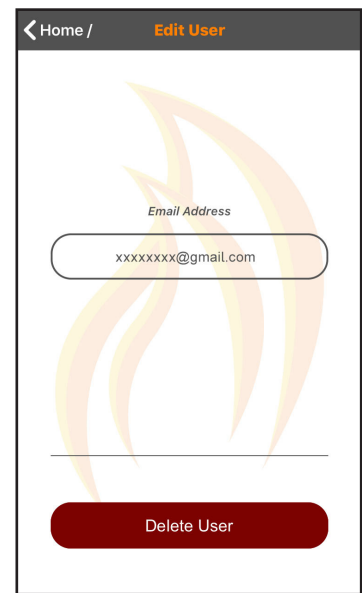 Home / Edit User
Email Address
xxxxxxxx@gmail.com
Delete User